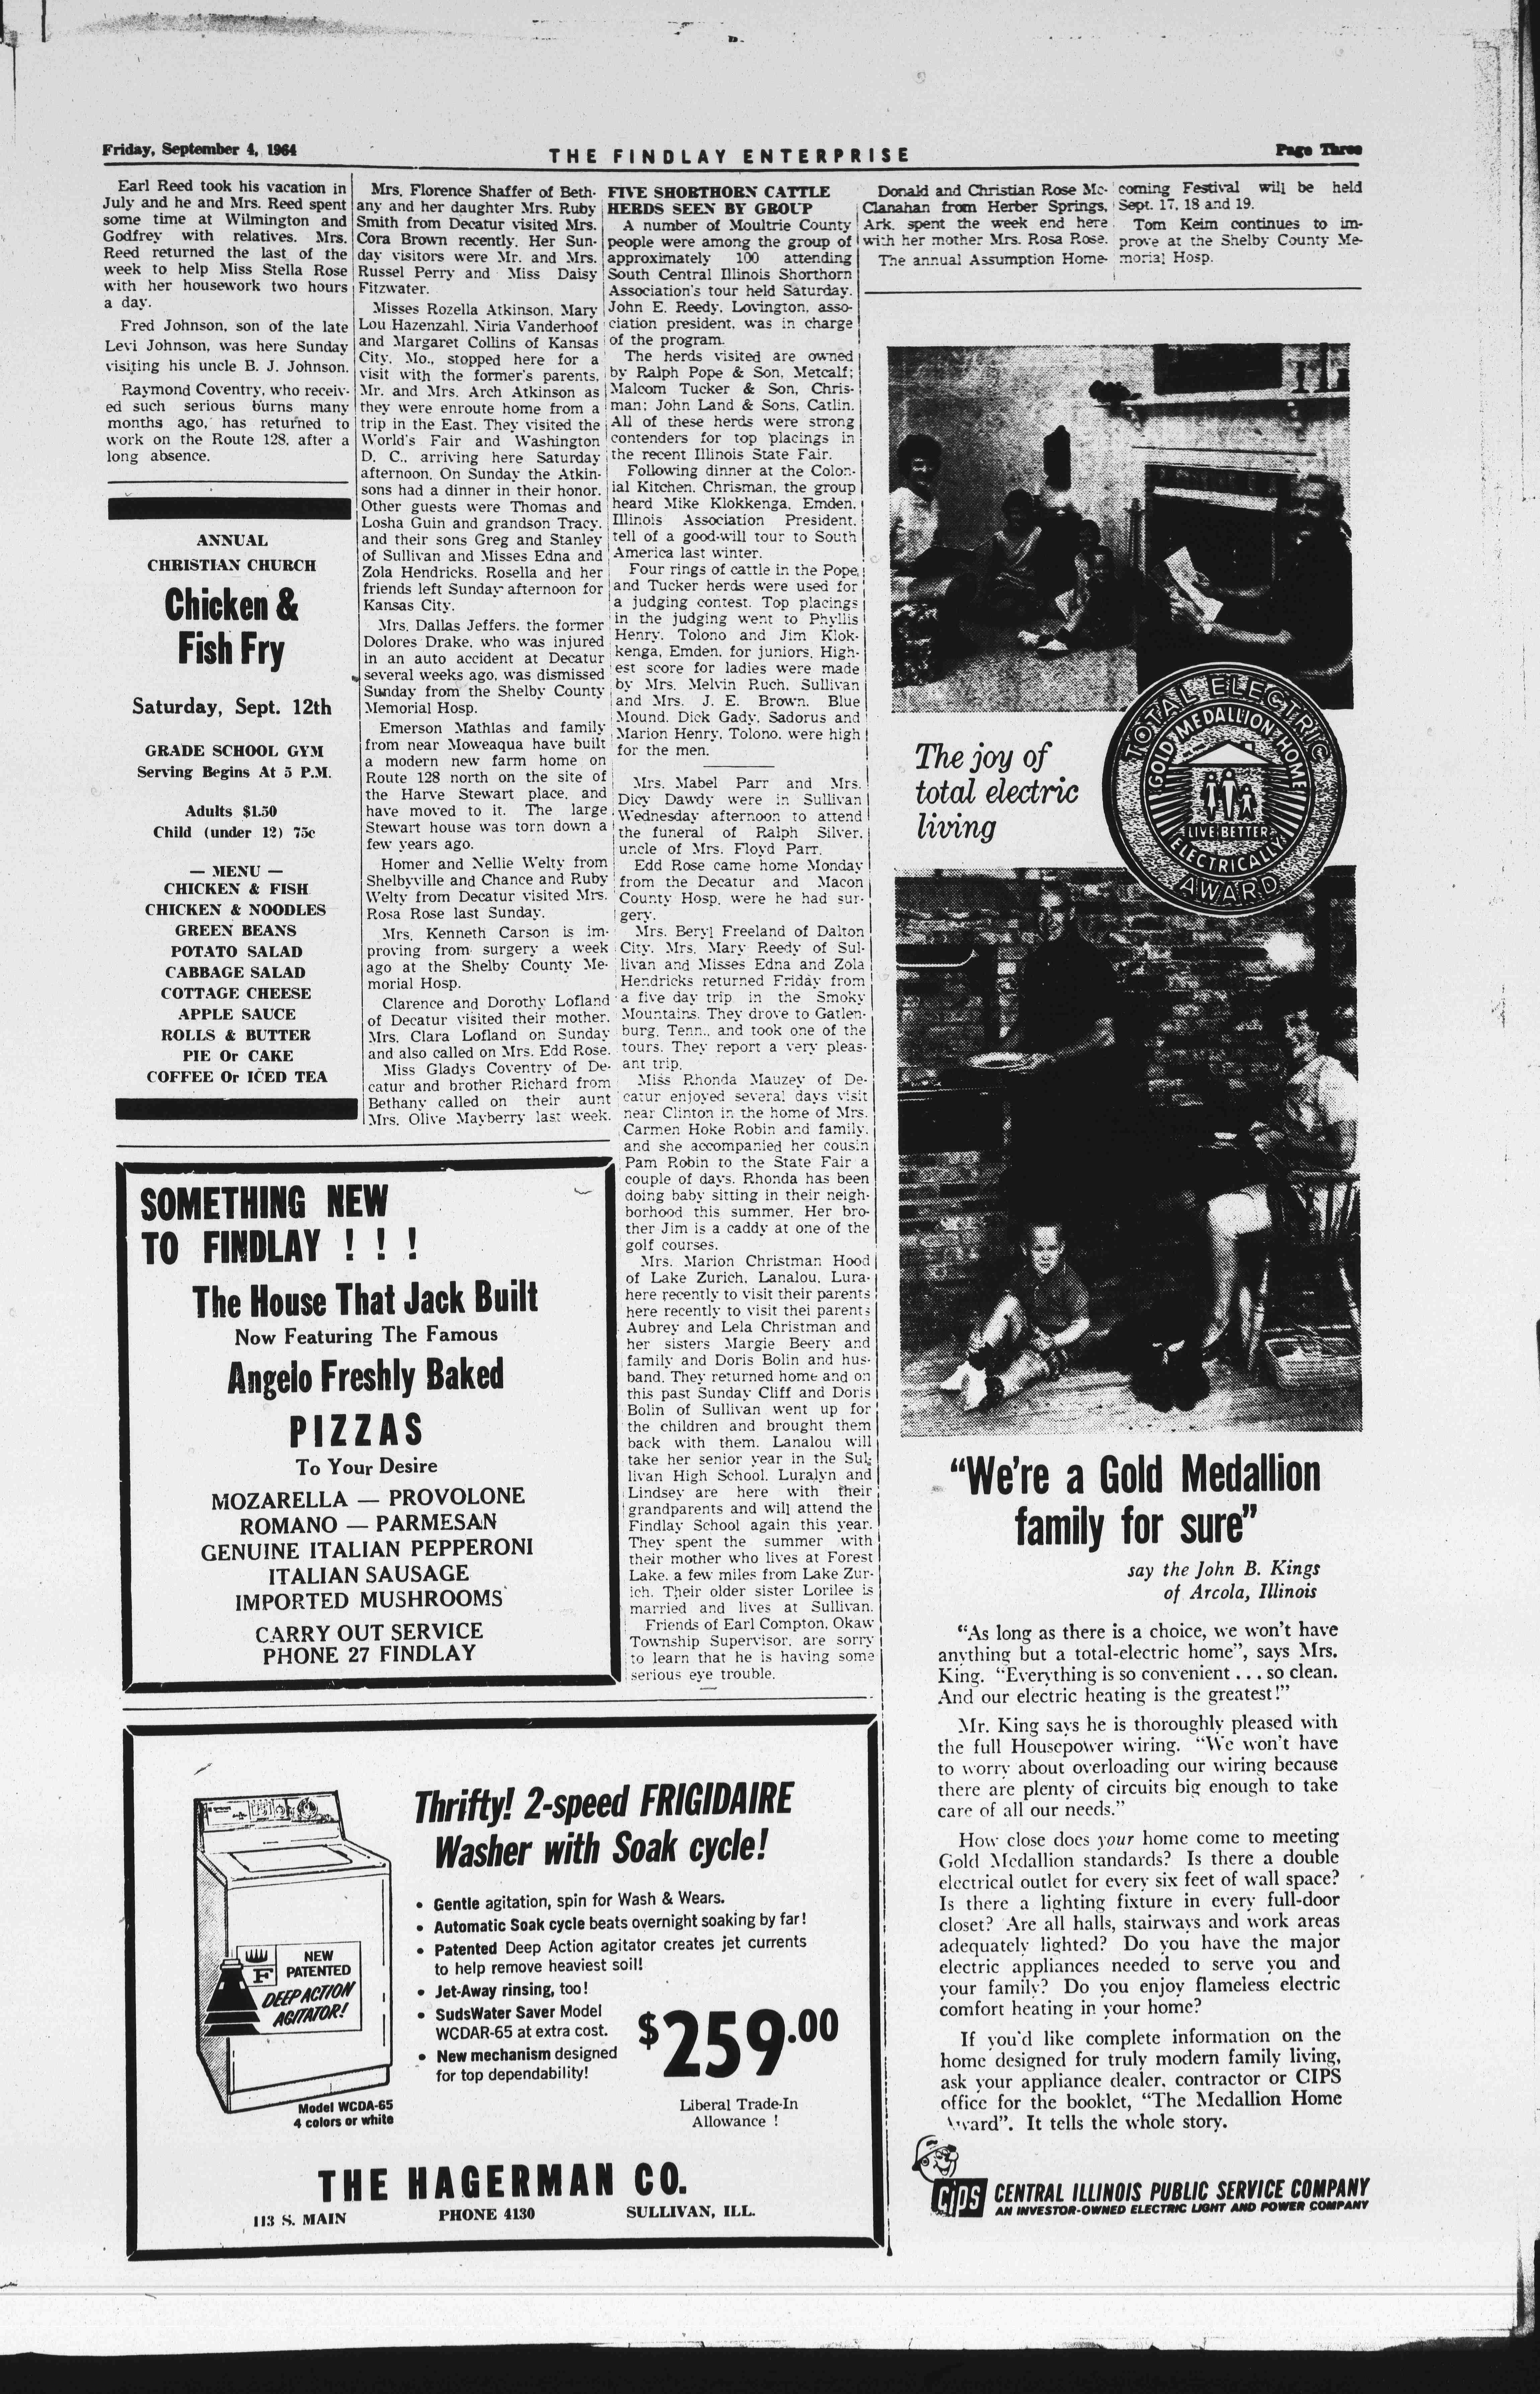 Friday, September 4, 1964
THE FINDLAY ENTERPRISE
Page Three
Earl Reed took his vacation in
July and he and Mrs. Reed spent
some time at Wilmington and
Godfrey with relatives. Mrs.
Reed returned the last of the
week to help Miss Stella Rose
with her housework two hours
a day.
Fred Johnson, son of the late
Levi Johnson, was here Sunday
visiting his uncle B. J. Johnson.
Raymond Coventry, who receiv-
ed such serious burns many
months ago, has returned to
work on the Route 128, after a
long absence.
ANNUAL
CHRISTIAN CHURCH
Chicken &
Fish Fry
Saturday, Sept. 12th
GRADE SCHOOL GYM
Serving Begins At 5 P.M.
Adults $1.50
Child (under 12) 75c
— MENU —
CHICKEN & FISH
CHICKEN & NOODLES
GREEN BEANS
POTATO SALAD
CABBAGE SALAD
COTTAGE CHEESE
APPLE SAUCE
ROLLS & BUTTER
PIE Or CAKE
COFFEE Or ICED TEA
Mrs. Florence Shaffer of Beth-
any and her daughter Mrs. Ruby
Smith from Decatur visited Mrs.
Cora Brown recently. Her Sun-
day visitors were Mr. and Mrs.
Russel Perry and Miss Daisy
Fitzwater.
Misses Rozella Atkinson, Mary
Lou Hazenzahl, Niria Vanderhoof
and Margaret Collins of Kansas
City, Mo., stopped here for a
visit with the former's parents,
Mr. and Mrs. Arch Atkinson as
they were enroute home from a
trip in the East. They visited the
World's Fair and Washington
D. C., arriving here Saturday
afternoon. On Sunday the Atkin-
sons had a dinner in their honor.
Other guests were Thomas and
Losha Guin and grandson Tracy,
and their sons Greg and Stanley
of Sullivan and Misses Edna and
Zola Hendricks. Rosella and her
friends left Sunday afternoon for
Kansas City.
Mrs. Dallas Jeffers, the former
Dolores Drake, who was injured
in an auto accident at Decatur
several weeks ago, was dismissed
Sunday from the Shelby County
Memorial Hosp.
Emerson Mathias and family
from near Moweaqua have built
a modern new farm home on
Route 128 north on the site of
the Harve Stewart place, and
have moved to it. The large
Stewart house was torn down a
few years ago.
Homer and Nellie Welty from
Shelbyville and Chance and Ruby
Welty from Decatur visited Mrs.
Rosa Rose last Sunday.
Mrs. Kenneth Carson is im-
proving from surgery a week
ago at the Shelby County Me-
morial Hosp.
Clarence and Dorothy Lofland
of Decatur visited their mother,
Mrs. Clara Lofland on Sunday
and also called on Mrs. Edd Rose.
Miss Gladys Coventry of De-
catur and brother Richard from
Bethany called on their aunt
Mrs. Olive Mayberry last week.
FIVE SHORTHORN CATTLE
HERDS SEEN BY GROUP
A number of Moultrie County
people were among the group of
approximately 100 attending
South Central Illinois Shorthorn
Association's tour held Saturday.
John E. Reedy, Lovington, asso-
ciation president, was in charge
of the program.
The herds visited are owned
by Ralph Pope & Son, Metcalf;
Malcom Tucker & Son, Chris-
man; John Land & Sons, Catlin.
All of these herds were strong
contenders for top placings in
the recent Illinois State Fair.
Following dinner at the Colon-
ial Kitchen, Chrisman, the group
heard Mike Klokkenga, Emden,
Illinois Association President,
tell of a good-will tour to South
America last winter.
Four rings of cattle in the Pope
and Tucker herds were used for
a judging contest. Top placings
in the judging went to Phyllis
Henry, Tolono and Jim Klok-
kenga, Emden, for juniors. High-
est score for ladies were made
by Mrs. Melvin Ruch, Sullivan
and Mrs. J. E. Brown, Blue
Mound. Dick Gady, Sadorus and
Marion Henry, Tolono, were high
for the men.
Mrs. Mabel Parr and Mrs.
Dicy Dawdy were in Sullivan
Wednesday afternoon to attend
the funeral of Ralph Silver,
uncle of Mrs. Floyd Parr.
Edd Rose came home Monday
from the Decatur and Macon
County Hosp. were he had sur-
gery.
Mrs. Beryl Freeland of Dalton
City, Mrs. Mary Reedy of Sul-
livan and Misses Edna and Zola
Hendricks returned Friday from
a five day trip in the Smoky
Mountains. They drove to Gatlen-
burg, Tenn., and took one of the
tours. They report a very pleas-
ant trip.
Miss Rhonda Mauzey of De-
catur enjoyed several days visit
near Clinton in the home of Mrs.
Carmen Hoke Robin and family,
and she accompanied her cousin
Pam Robin to the State Fair a
couple of days. Rhonda has been
doing baby sitting in their neigh-
borhood this summer. Her bro-
ther Jim is a caddy at one of the
golf courses.
Mrs. Marion Christman Hood
of Lake Zurich, Lanalou, Lura-
here recently to visit their parents
here recently to visit thei parents
Aubrey and Lela Christman and
her sisters Margie Beery and
family and Doris Bolin and hus-
band. They returned home and on
this past Sunday Cliff and Doris
Bolin of Sullivan went up for
the children and brought them
back with them. Lanalou will
take her senior year in the Sul-
livan High School. Luralyn and
Lindsey are here with their
grandparents and will attend the
Findlay School again this year.
They spent the summer with
their mother who lives at Forest
Lake, a few miles from Lake Zur-
ich. Their older sister Lorilee is
married and lives at Sullivan.
Friends of Earl Compton, Okaw
Township Supervisor, are sorry
to learn that he is having some
serious eye trouble.
Donald and Christian Rose Mc-
Clanahan from Herber Springs,
Ark. spent the week end here
with her mother Mrs. Rosa Rose.
The annual Assumption Home-
coming Festival will be held
Sept. 17, 18 and 19.
Tom Keim continues to im-
prove at the Shelby County Me-
morial Hosp.
SOMETHING NEW
TO FINDLAY ! ! !
The House That Jack Built
Now Featuring The Famous
Angelo Freshly Baked
PIZZAS
To Your Desire
MOZARELLA — PROVOLONE
ROMANO — PARMESAN
GENUINE ITALIAN PEPPERONI
ITALIAN SAUSAGE
IMPORTED MUSHROOMS
CARRY OUT SERVICE
PHONE 27 FINDLAY
Thrifty! 2-speed FRIGIDAIRE
Washer with Soak cycle!
• Gentle agitation, spin for Wash & Wears.
• Automatic Soak cycle beats overnight soaking by far!
• Patented Deep Action agitator creates jet currents
to help remove heaviest soil!
• Jet-Away rinsing, too!
• SudsWater Saver Model
WCDAR-65 at extra cost.
• New mechanism designed
for top dependability!
$259.00
Liberal Trade-In
Allowance !
F
NEW
PATENTED
DEEP ACTION
AGITATOR!
Model WCDA-65
4 colors or white
THE HAGERMAN CO.
113 S. MAIN
PHONE 4130
SULLIVAN, ILL.
The joy of
total electric
living
TOTAL ELECTRIC
GOLD MEDALLION HOME
LIVE BETTER
ELECTRICALLY
AWARD
"We're a Gold Medallion
family for sure"
say the John B. Kings
of Arcola, Illinois
"As long as there is a choice, we won't have
anything but a total-electric home", says Mrs.
King. "Everything is so convenient . . . so clean.
And our electric heating is the greatest!"
Mr. King says he is thoroughly pleased with
the full Housepower wiring. "We won't have
to worry about overloading our wiring because
there are plenty of circuits big enough to take
care of all our needs."
How close does your home come to meeting
Gold Medallion standards? Is there a double
electrical outlet for every six feet of wall space?
Is there a lighting fixture in every full-door
closet? Are all halls, stairways and work areas
adequately lighted? Do you have the major
electric appliances needed to serve you and
your family? Do you enjoy flameless electric
comfort heating in your home?
If you'd like complete information on the
home designed for truly modern family living,
ask your appliance dealer, contractor or CIPS
office for the booklet, "The Medallion Home
Award". It tells the whole story.
CIPS
CENTRAL ILLINOIS PUBLIC SERVICE COMPANY
AN INVESTOR-OWNED ELECTRIC LIGHT AND POWER COMPANY